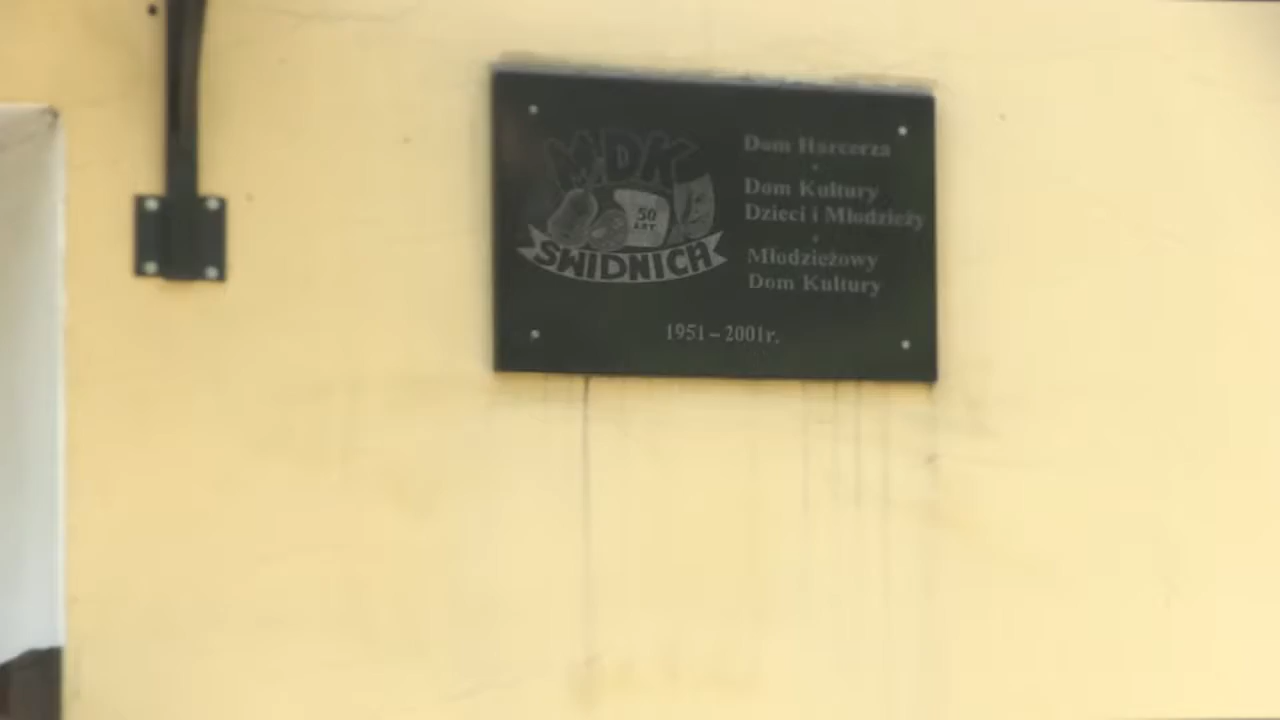 MDK
50
LAT
ŚWIDNICA
Dom Harcerza
Dom Kultury
Dzieci i Młodzieży
Młodzieżowy
Dom Kultury
1951 – 2001r.